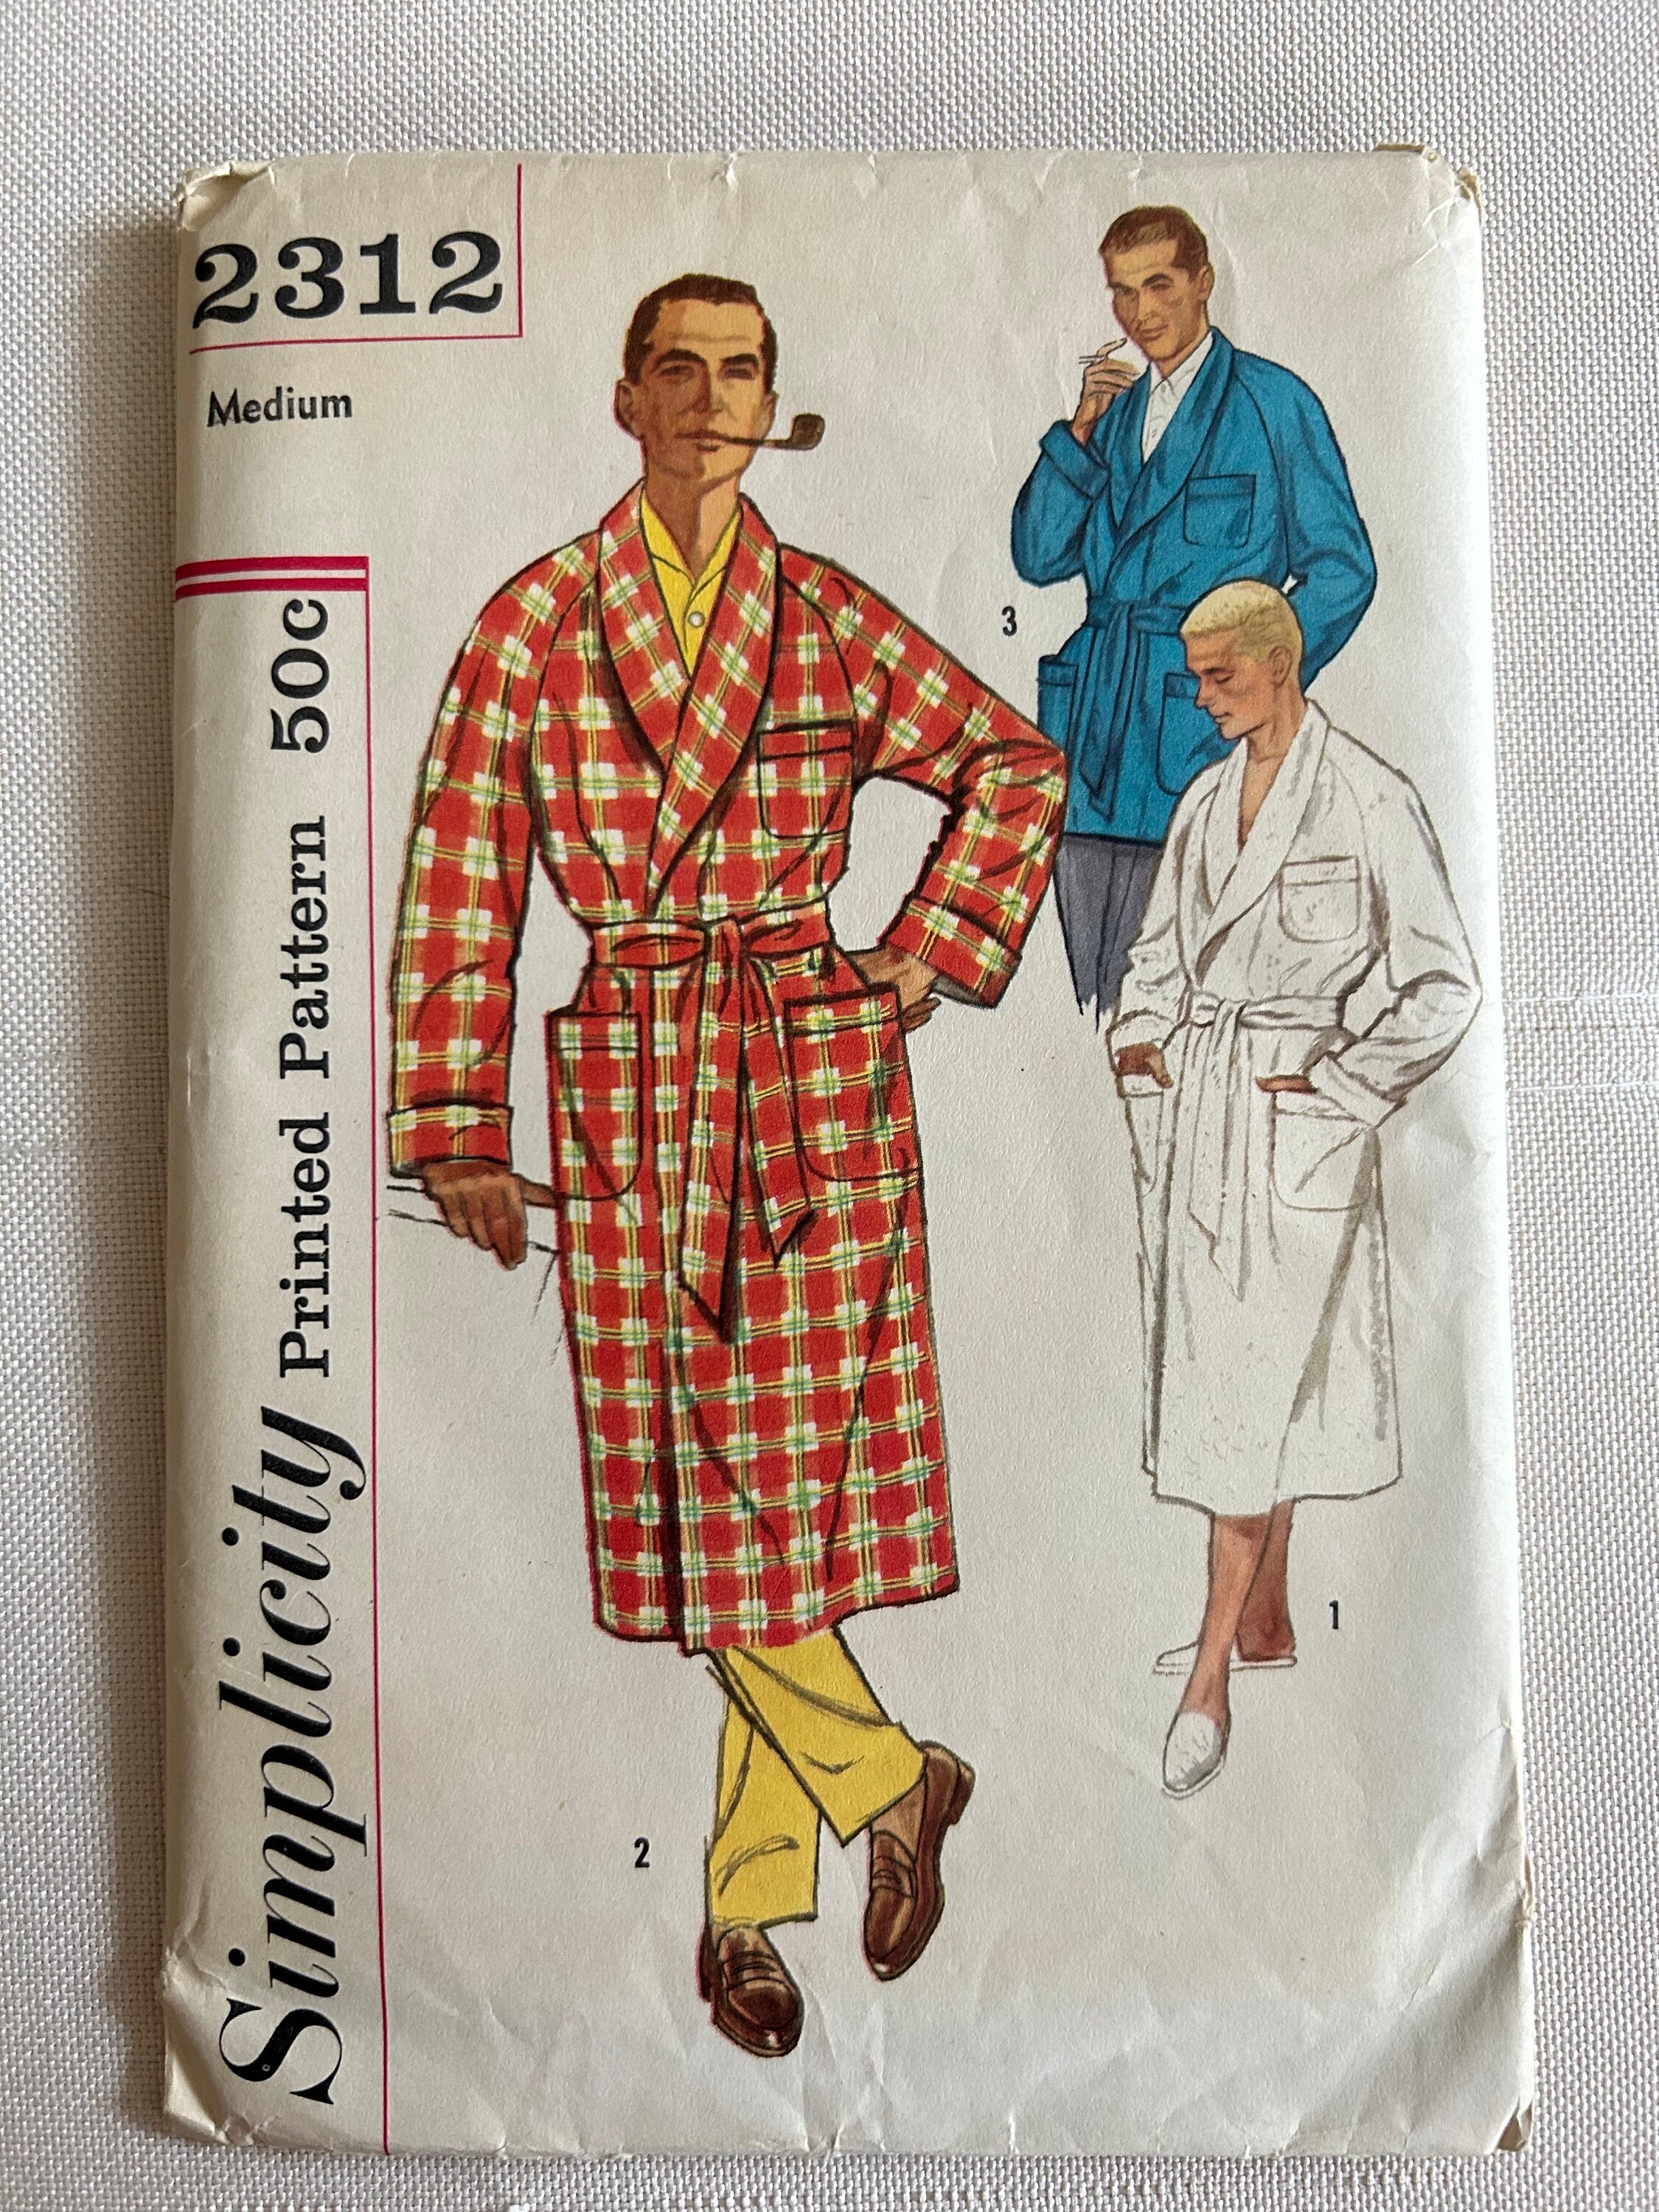 2312
Medium
Simplicity Printed Pattern 50c
3
1
2